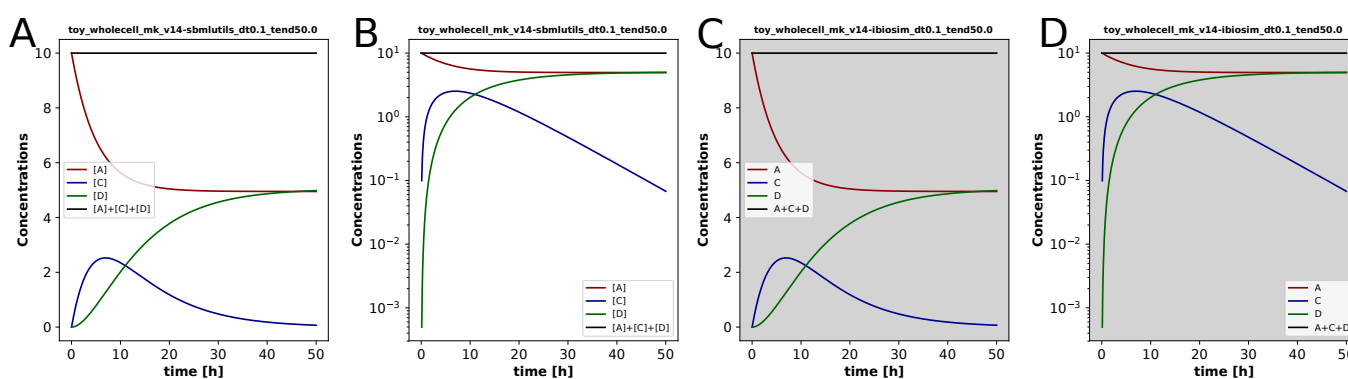 A
toy_wholecell_mk_v14-sbmlutils_dt0.1_tend50.0
Concentrations
10
8
6
4
2
0
[A]
[C]
[D]
[A]+[C]+[D]
0 10 20 30 40 50
time [h]
B
toy_wholecell_mk_v14-sbmlutils_dt0.1_tend50.0
Concentrations
10¹
10⁰
10⁻¹
10⁻²
10⁻³
[A]
[C]
[D]
[A]+[C]+[D]
0 10 20 30 40 50
time [h]
C
toy_wholecell_mk_v14-ibiosim_dt0.1_tend50.0
Concentrations
10
8
6
4
2
0
A
C
D
A+C+D
0 10 20 30 40 50
time [h]
D
toy_wholecell_mk_v14-ibiosim_dt0.1_tend50.0
Concentrations
10¹
10⁰
10⁻¹
10⁻²
10⁻³
A
C
D
A+C+D
0 10 20 30 40 50
time [h]